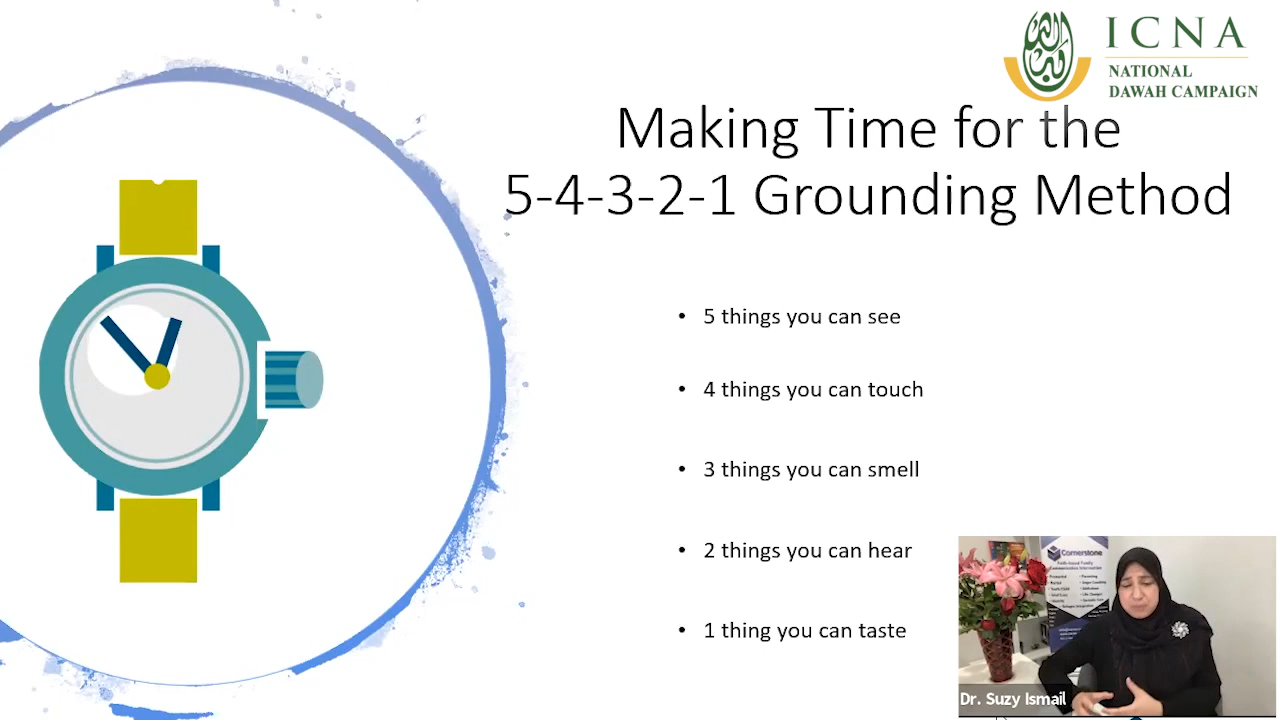 ICNA
NATIONAL
DAWAH CAMPAIGN
Making Time for the
5-4-3-2-1 Grounding Method
• 5 things you can see
• 4 things you can touch
• 3 things you can smell
• 2 things you can hear
• 1 thing you can taste
Cornerstone
Dr. Suzy Ismail